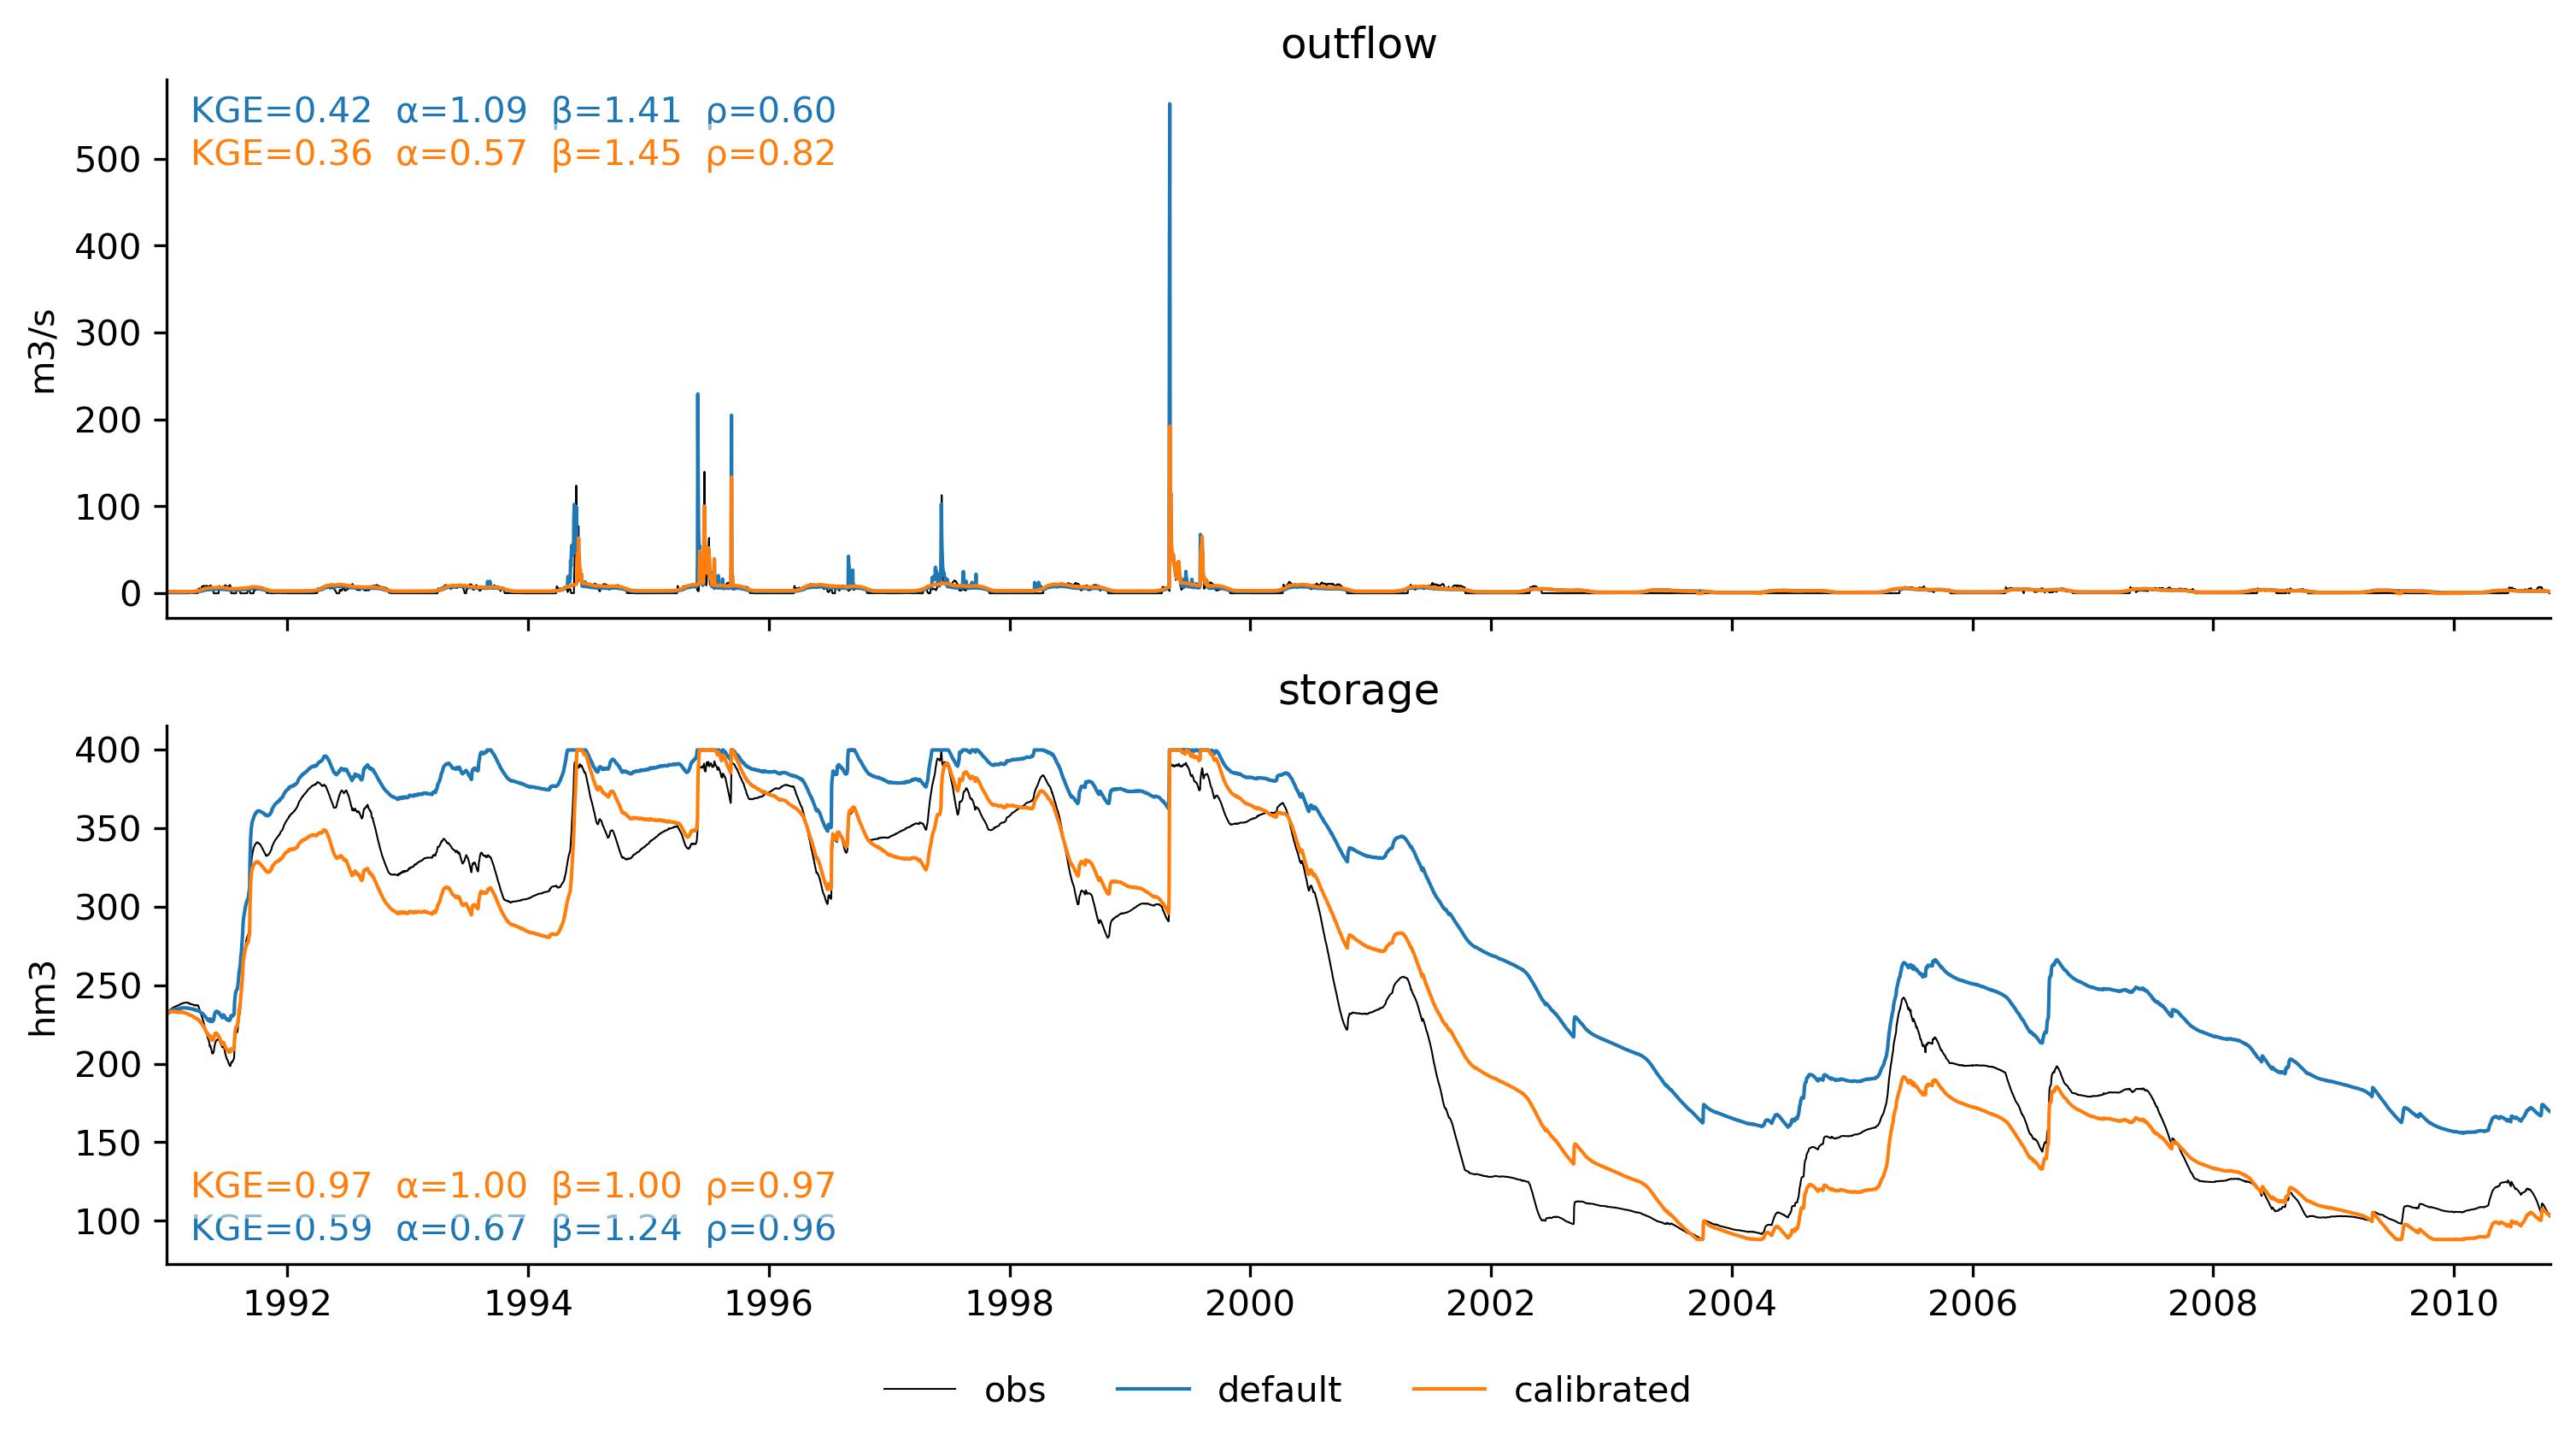 outflow
KGE=0.42 α=1.09 β=1.41 ρ=0.60
KGE=0.36 α=0.57 β=1.45 ρ=0.82
500
400
300
200
100
0
m3/s
storage
400
350
300
250
200
150
100
hm3
KGE=0.97 α=1.00 β=1.00 ρ=0.97
KGE=0.59 α=0.67 β=1.24 ρ=0.96
1992 1994 1996 1998 2000 2002 2004 2006 2008 2010
obs default calibrated